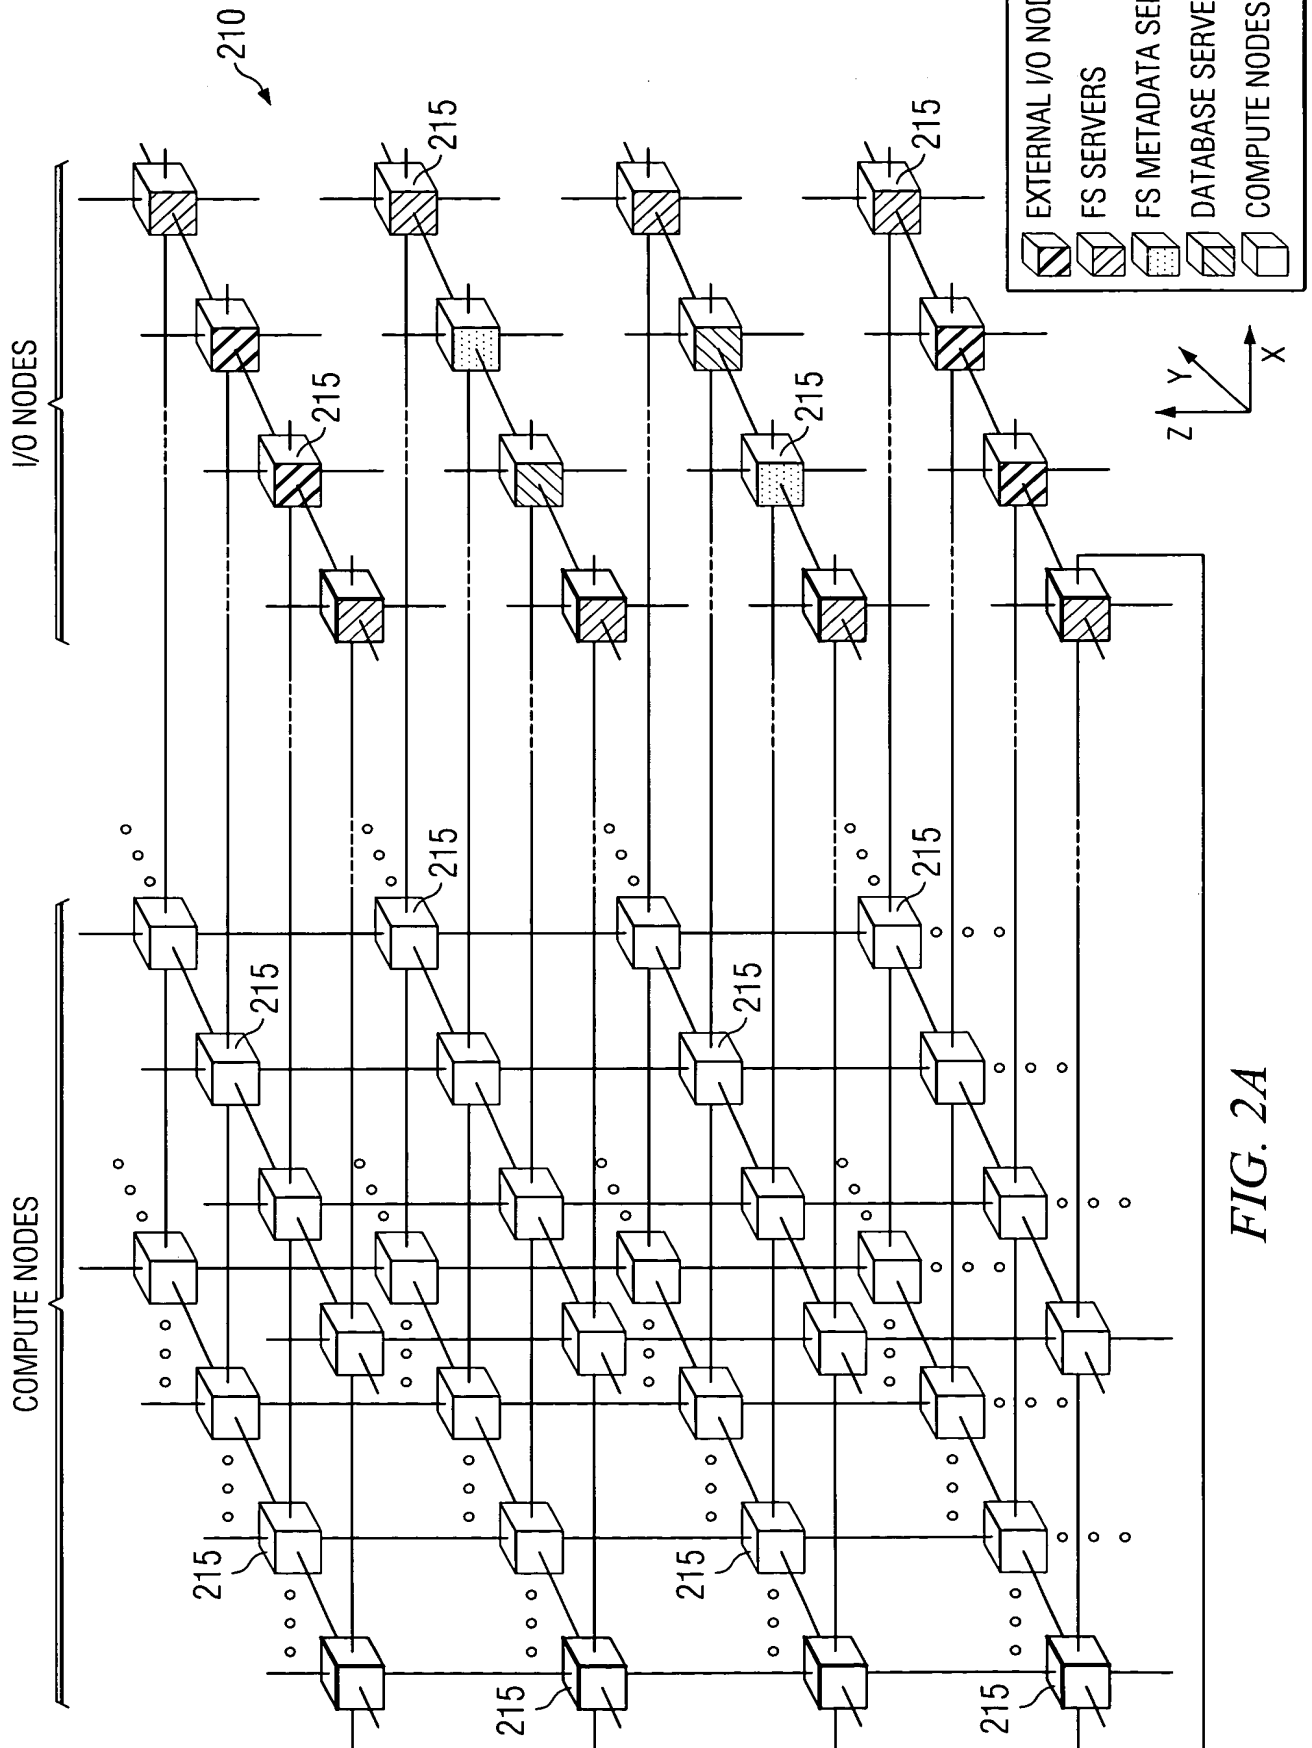 COMPUTE NODES
I/O NODES
210
215
215
215
215
215
215
215
215
215
215
215
215
Z
Y
X
EXTERNAL I/O NOD
FS SERVERS
FS METADATA SE
DATABASE SERVE
COMPUTE NODES
FIG. 2A